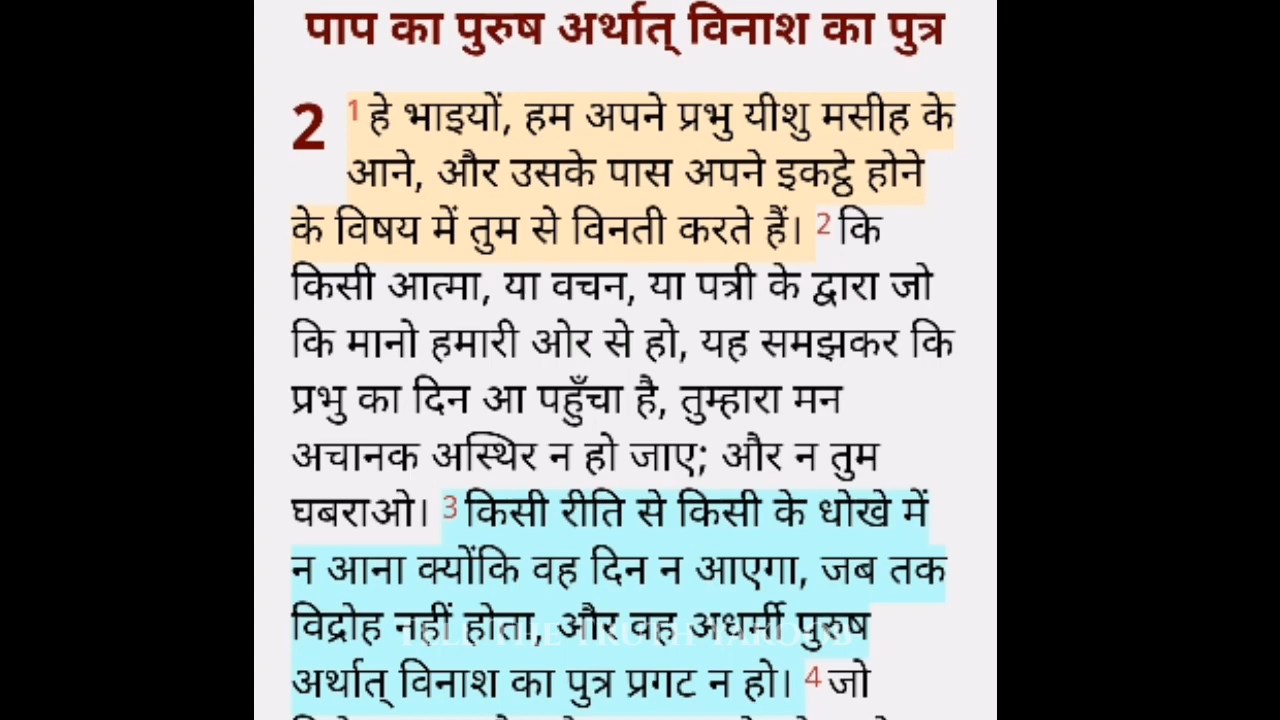 पाप का पुरुष अर्थात् विनाश का पुत्र
2 1 हे भाइयों, हम अपने प्रभु यीशु मसीह के
आने, और उसके पास अपने इकट्ठे होने
के विषय में तुम से विनती करते हैं। 2 कि
किसी आत्मा, या वचन, या पत्री के द्वारा जो
कि मानो हमारी ओर से हो, यह समझकर कि
प्रभु का दिन आ पहुँचा है, तुम्हारा मन
अचानक अस्थिर न हो जाए; और न तुम
घबराओ। 3 किसी रीति से किसी के धोखे में
न आना क्योंकि वह दिन न आएगा, जब तक
विद्रोह नहीं होता, और वह अधर्मी पुरुष
अर्थात् विनाश का पुत्र प्रगट न हो। 4 जो